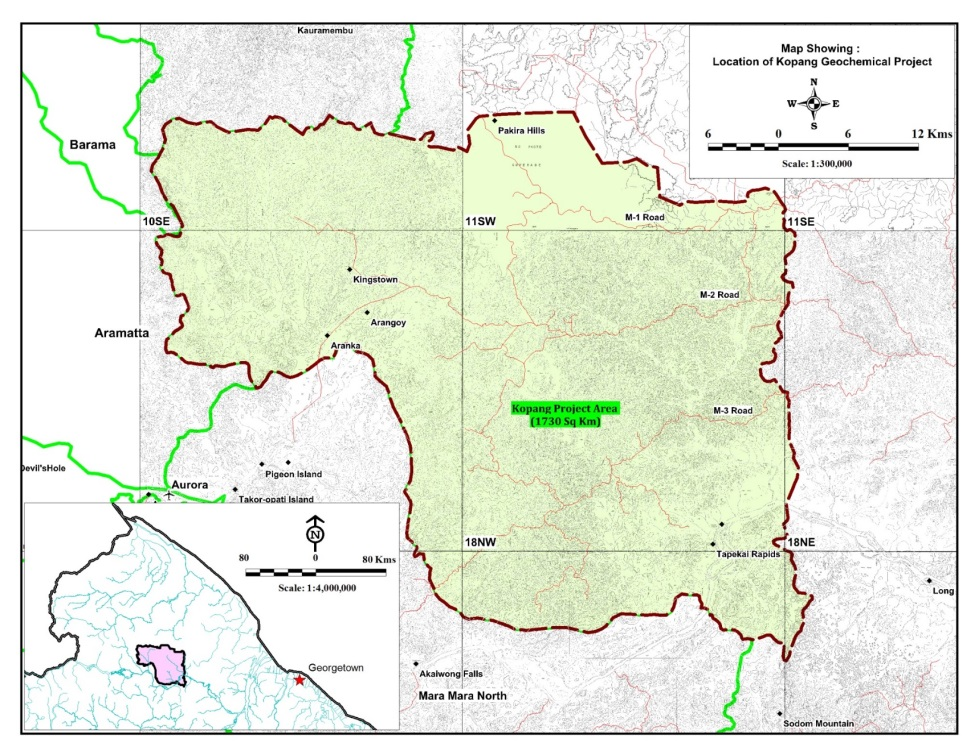 Kauramembu
Map Showing :
Location of Kopang Geochemical Project
N
W E
S
6 0 6 12 Kms
Scale: 1:300,000
Pakira Hills
Barama
10SE
11SW
M-1 Road
11SE
Kingstown
M-2 Road
Arangoy
Aramatta
Aranka
Kopang Project Area
(1730 Sq Km)
M-3 Road
Devil'sHole
Pigeon Island
Aurora
Takor-opati Island
N
80 0 80 Kms
Scale: 1:4,000,000
18NW
18NE
Tapekai Rapids
Long
Georgetown
Akaiwong Falls
Mara Mara North
Sodom Mountain